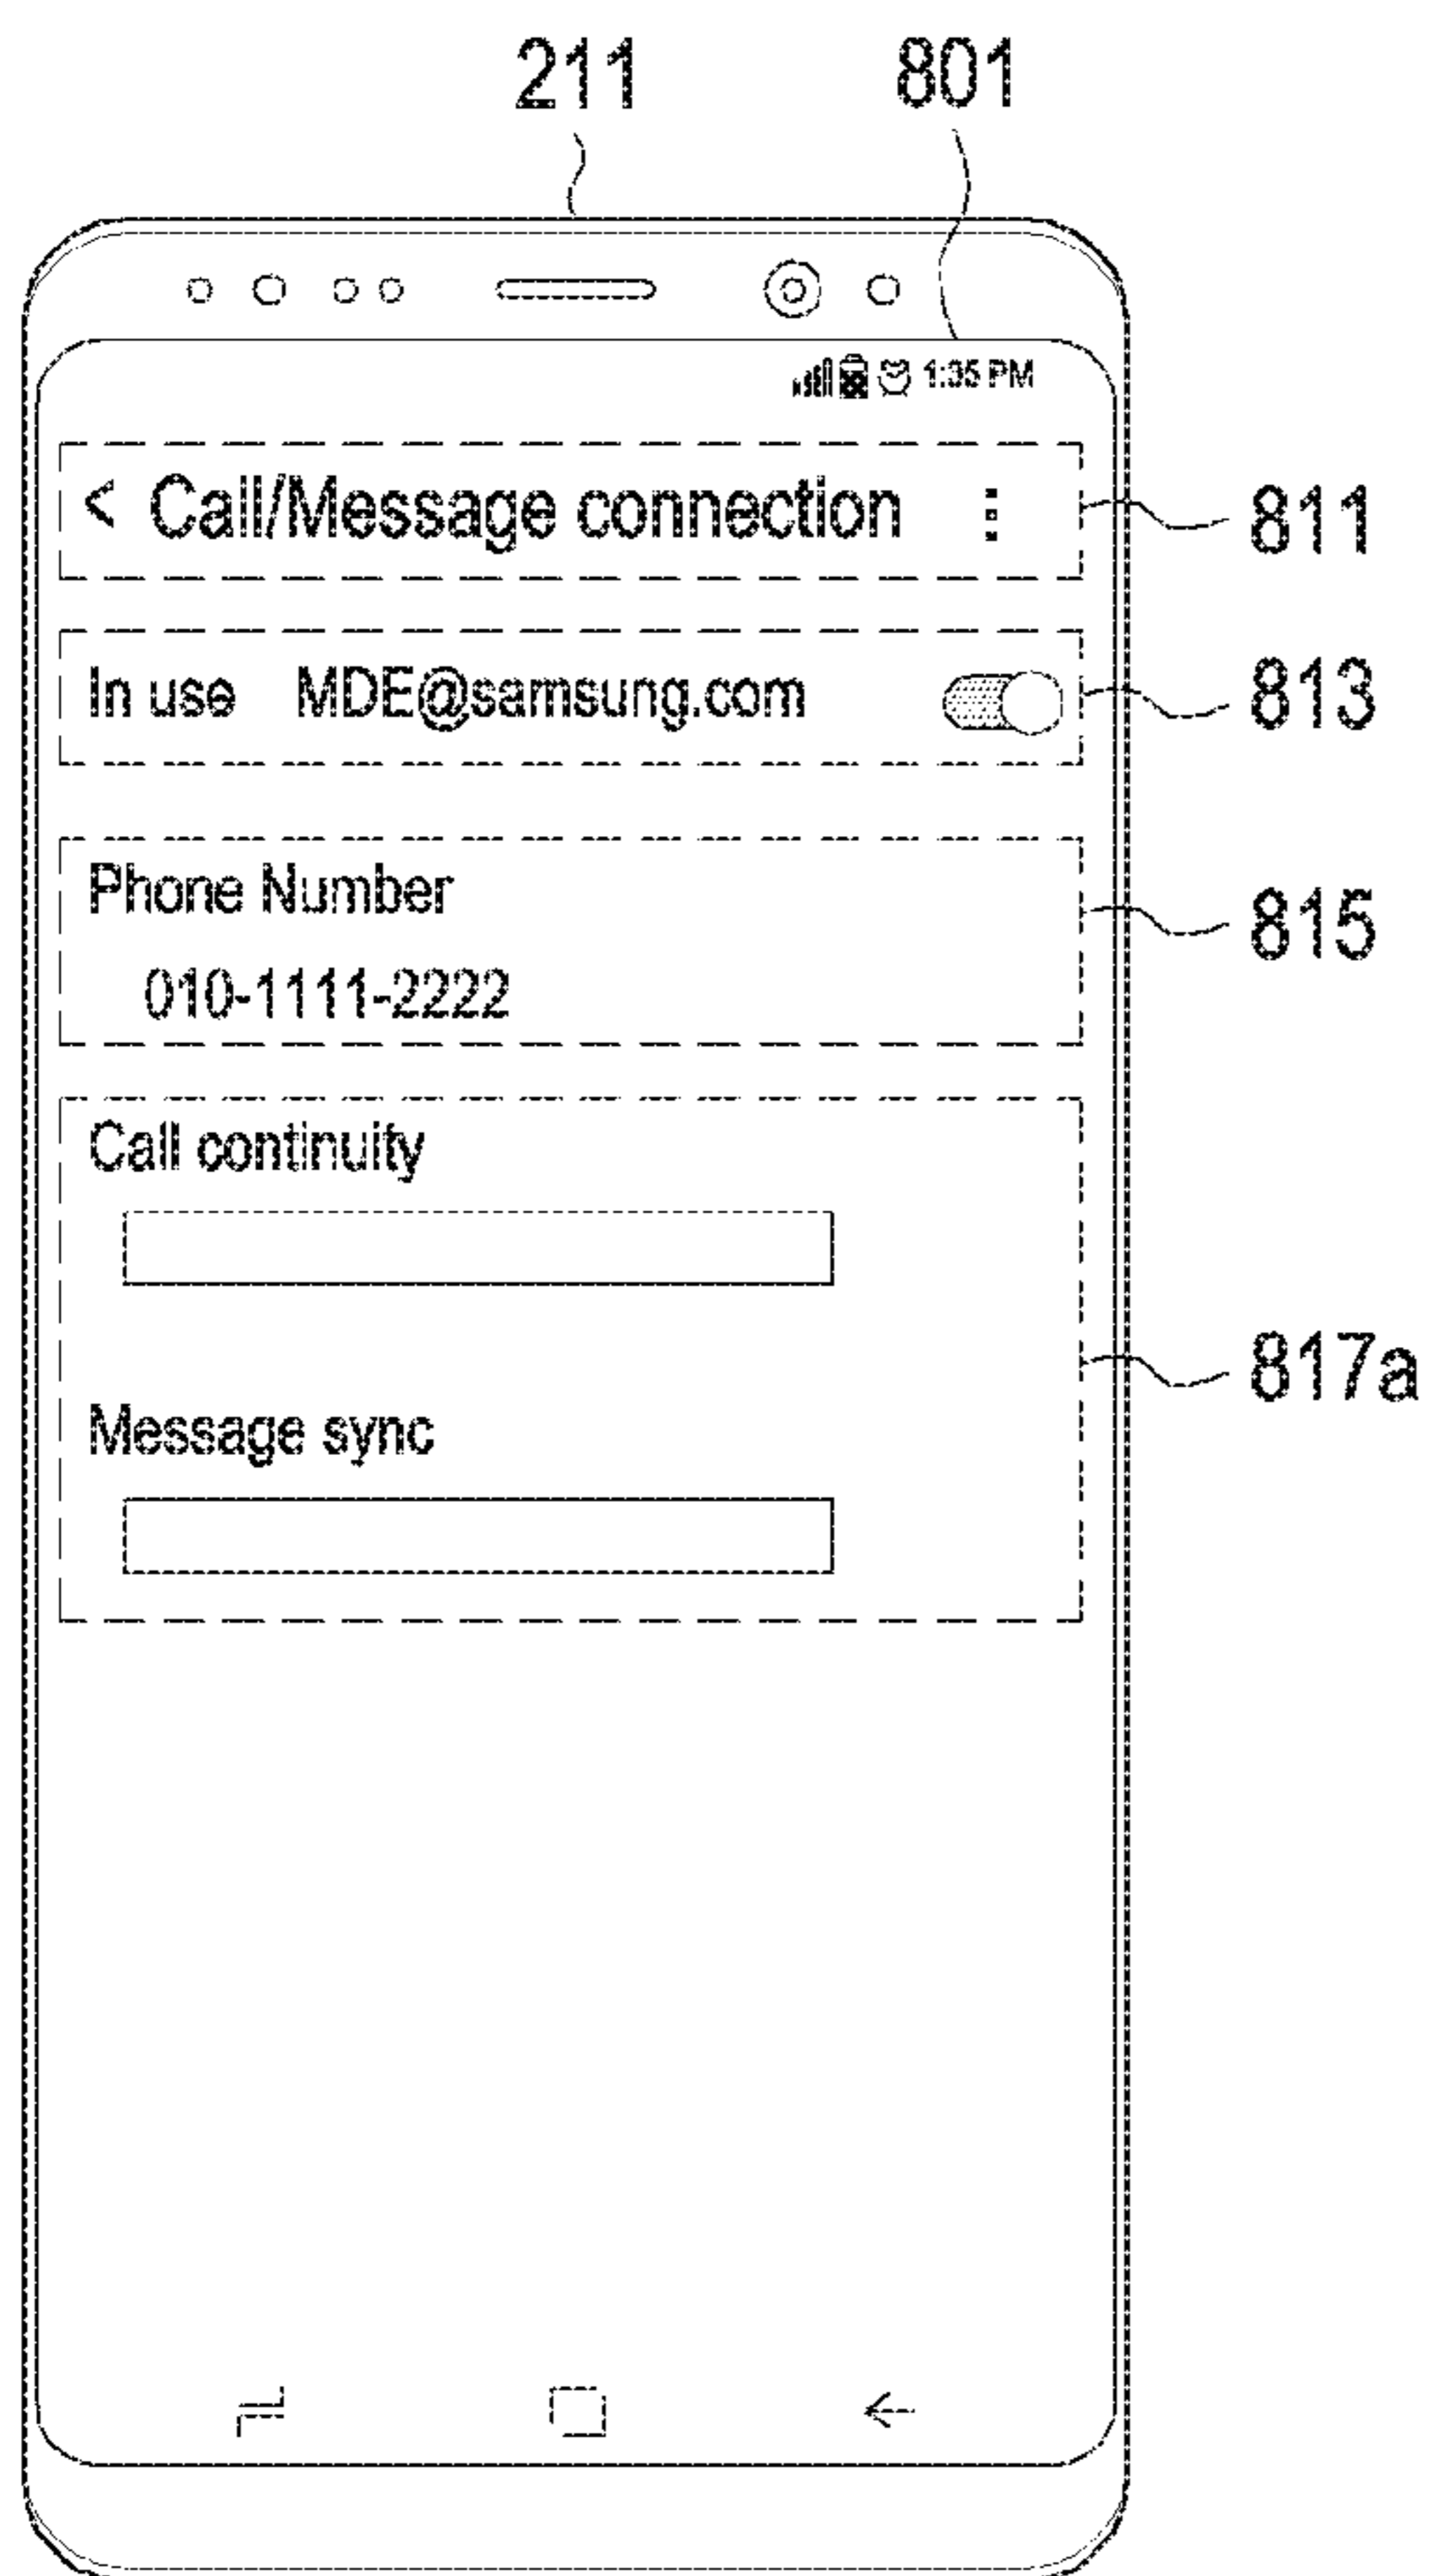 211 801
1:35 PM
< Call/Message connection
811
In use MDE@samsung.com
813
Phone Number
815
010-1111-2222
Call continuity
817a
Message sync